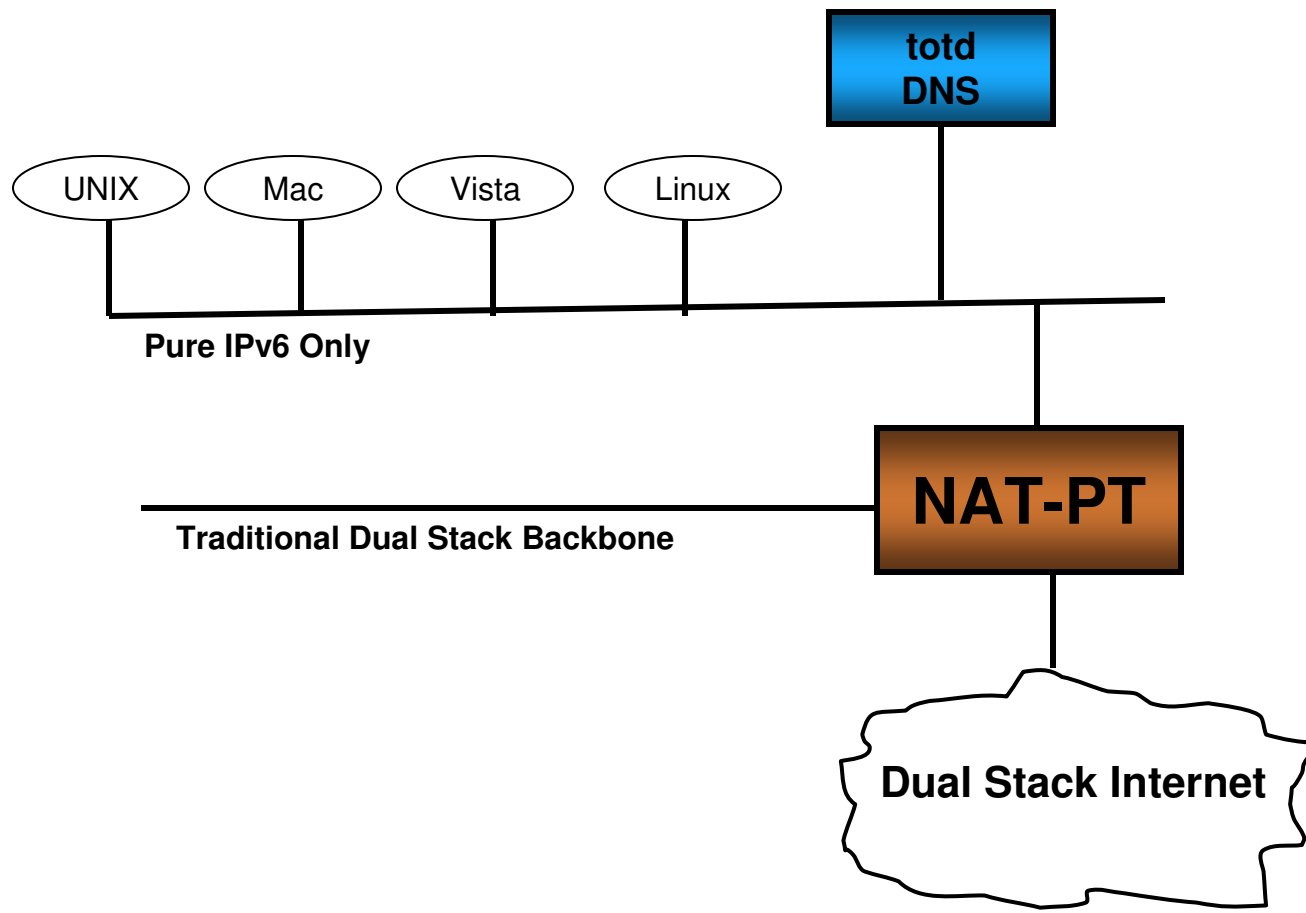 totd
DNS
UNIX
Mac
Vista
Linux
Pure IPv6 Only
NAT-PT
Traditional Dual Stack Backbone
Dual Stack Internet